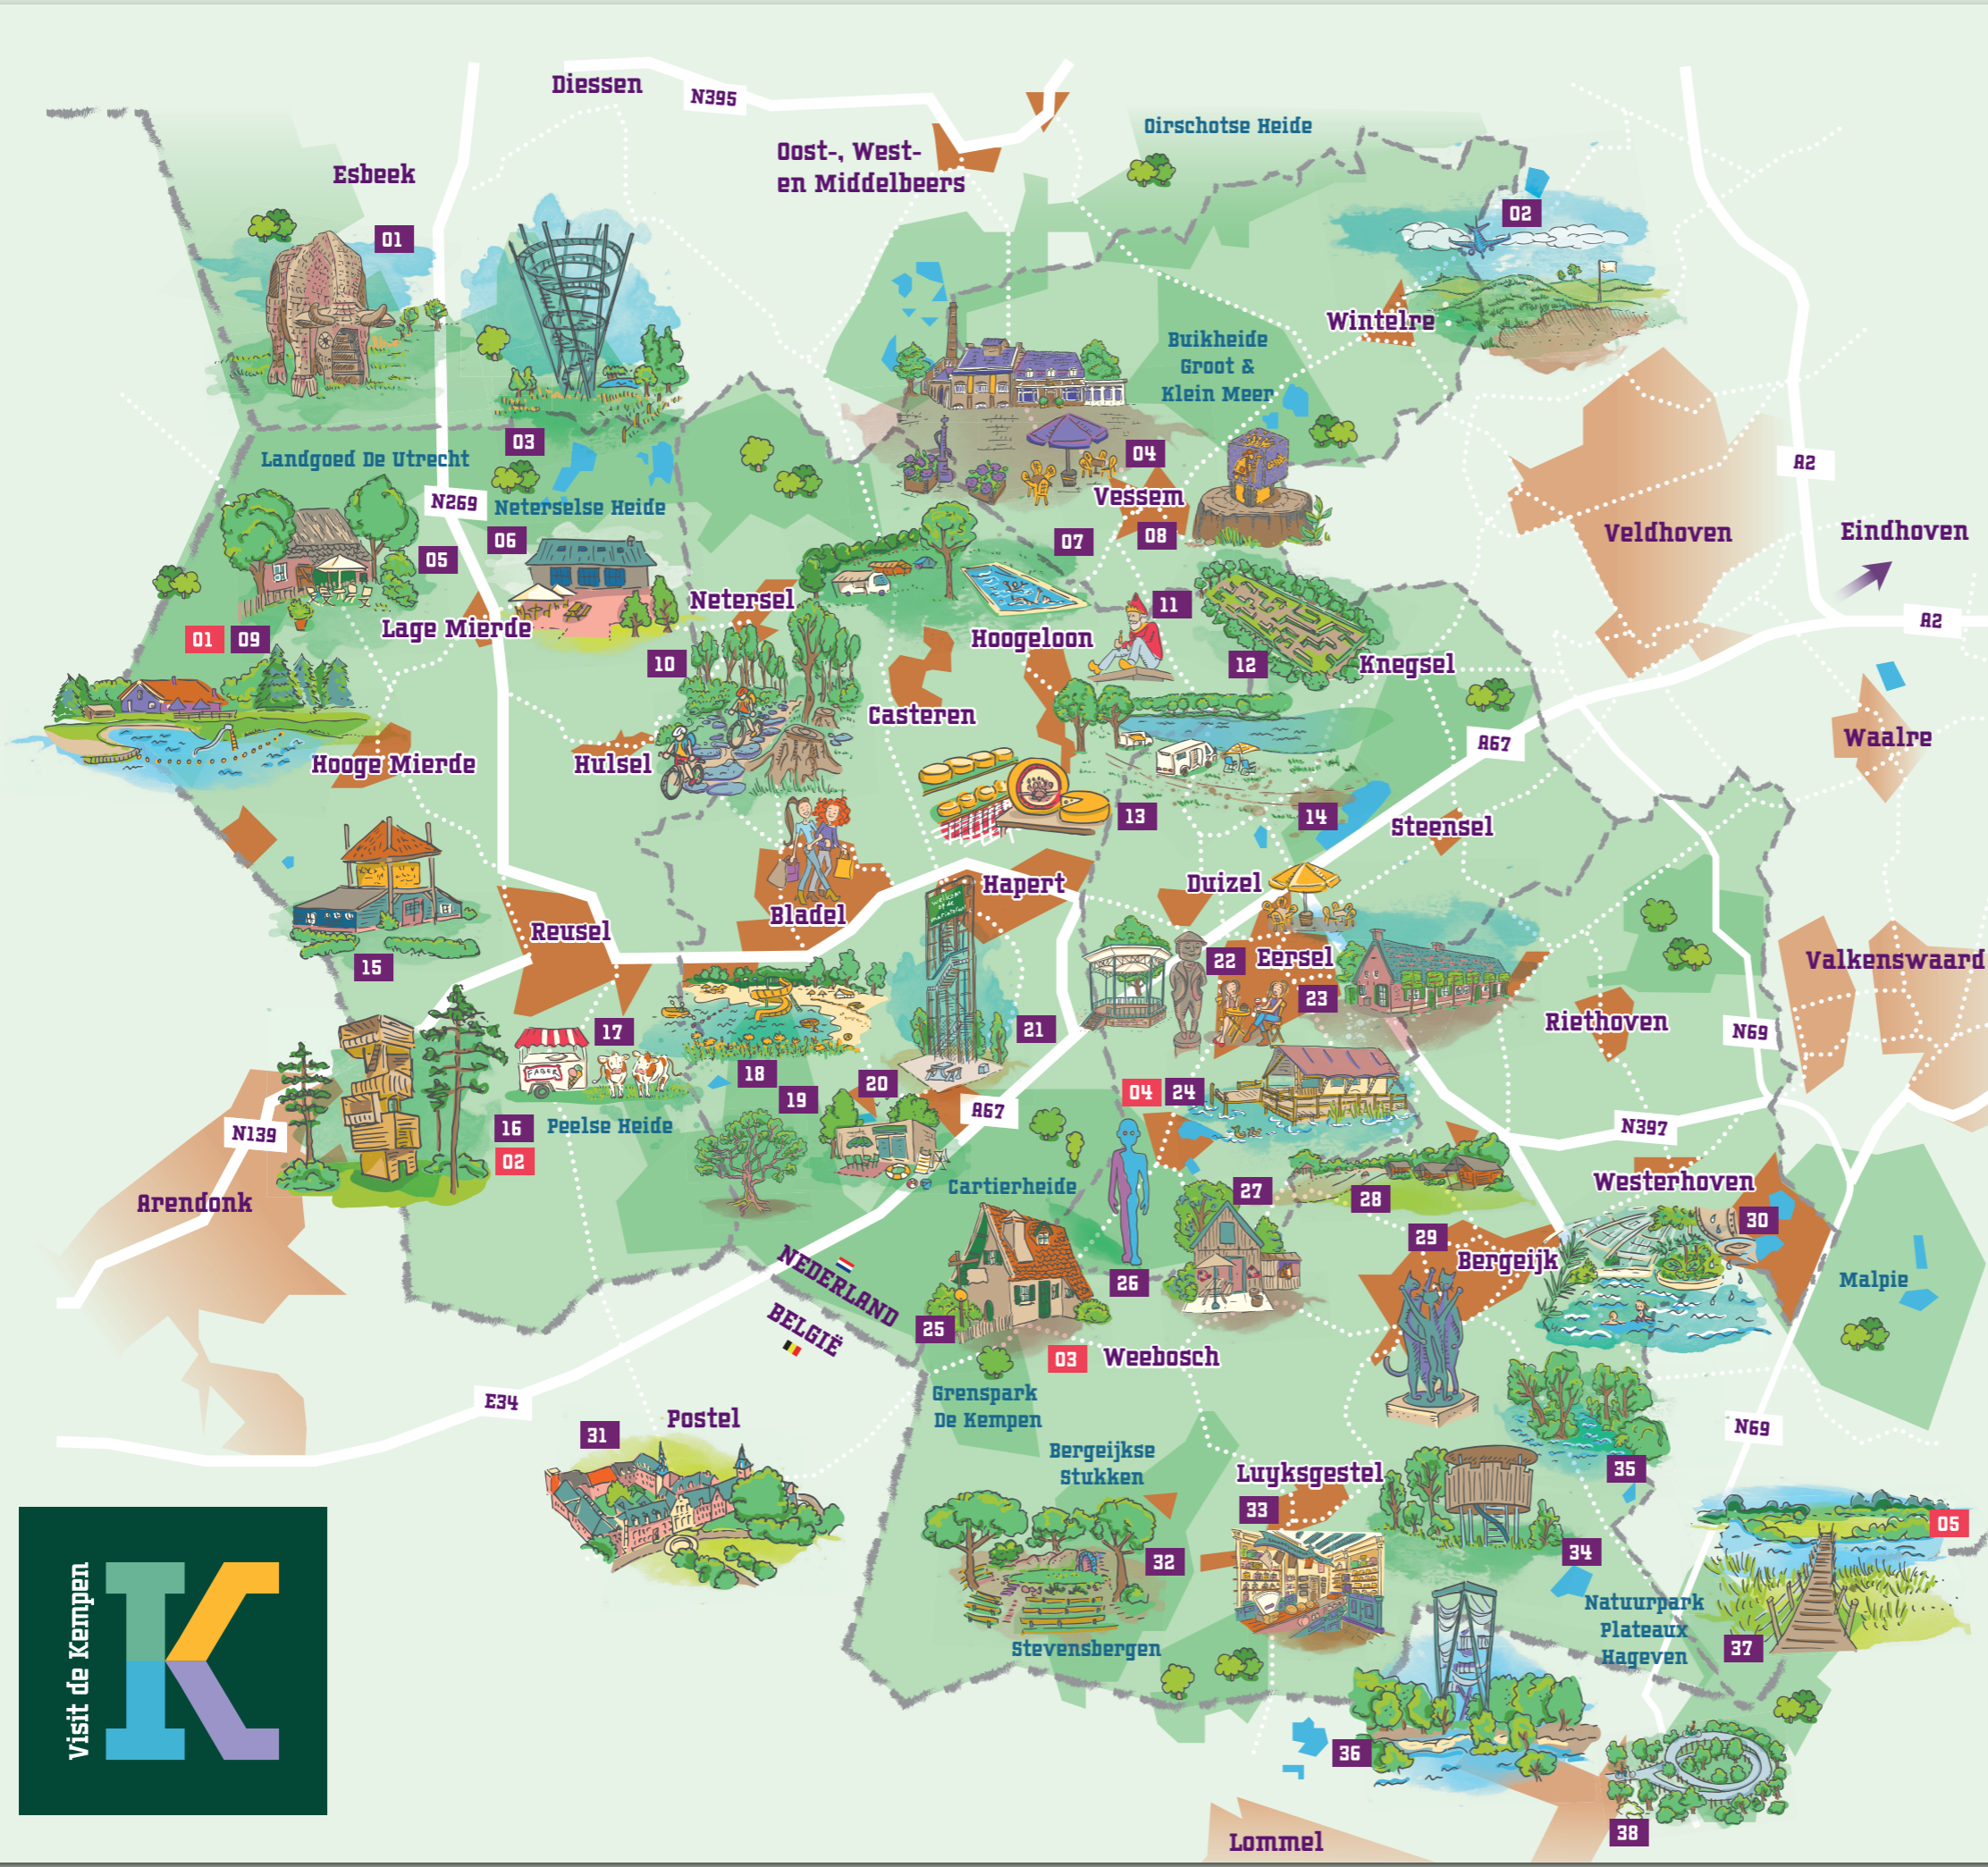 Diessen
N395
Oirschotse Heide
Oost-, West-
en Middelbeers
Esbeek
01
02
Wintelre
Buikheide
Groot &
Klein Meer
03
Landgoed De Utrecht
N269
Neterselse Heide
04
Vessem
A2
Veldhoven
Eindhoven
05
06
07
08
Netersel
Lage Mierde
01
09
10
Hoogeloon
11
12
Knegsel
A2
Casteren
Hooge Mierde
Hulsel
A67
Waalre
13
14
Steensel
Hapert
Duizel
Bladel
Reusel
welkom
op de
15
22
Eersel
23
Valkenswaard
Riethoven
N69
17
21
FABER
18
19
20
A67
04
24
N139
16
Peelse Heide
02
N397
Arendonk
Cartierheide
27
28
Westerhoven
30
29
Bergeijk
NEDERLAND
BELGIË
26
Malpie
25
03
Weebosch
Grenspark
De Kempen
E34
31
Postel
Bergeijkse
Stukken
Luyksgestel
33
35
N69
05
32
34
Natuurpark
Plateaux
Hageven
Stevensbergen
37
36
38
Lommel
Visit de Kempen
K